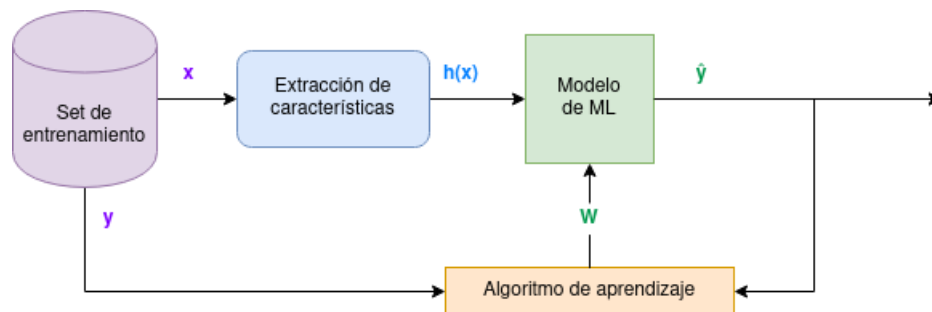 Set de
entrenamiento
x
Extracción de
características
h(x)
Modelo
de ML
ŷ
y
W
Algoritmo de aprendizaje